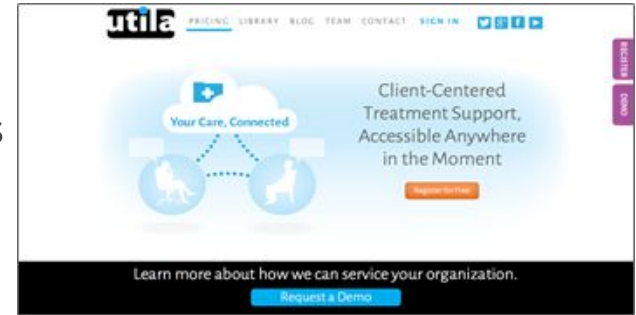 utila
PRICING LIBRARY BLOG TEAM CONTACT SIGN IN
REGISTER
DEMO
Your Care, Connected
Client-Centered
Treatment Support,
Accessible Anywhere
in the Moment
Register for Free
Learn more about how we can service your organization.
Request a Demo
s